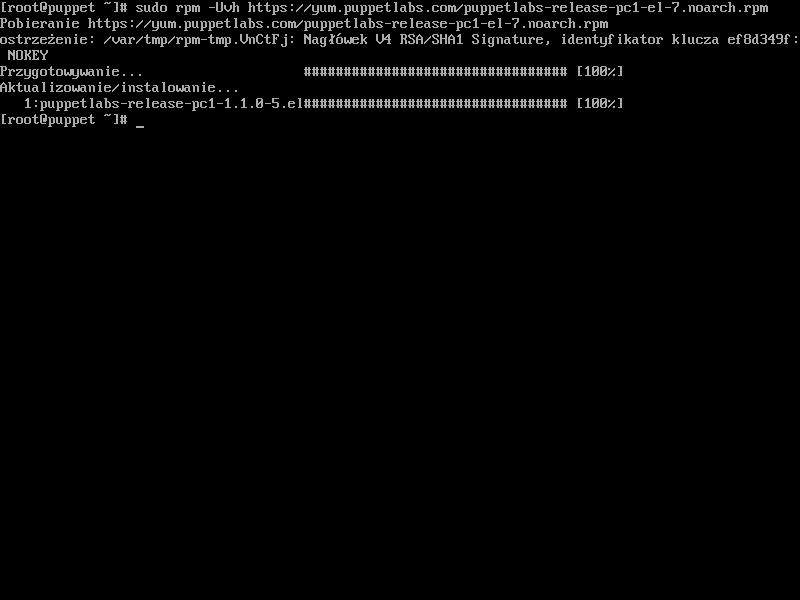 [root@puppet ~]# sudo rpm -Uvh https://yum.puppetlabs.com/puppetlabs-release-pc1-el-7.noarch.rpm
Pobieranie https://yum.puppetlabs.com/puppetlabs-release-pc1-el-7.noarch.rpm
ostrzeżenie: /var/tmp/rpm-tmp.VnCtFj: Nagłówek V4 RSA/SHA1 Signature, identyfikator klucza ef8d349f:
 NOKEY
Przygotowywanie...                    ################################# [100%]
Aktualizowanie/instalowanie...
   1:puppetlabs-release-pc1-1.1.0-5.el################################# [100%]
[root@puppet ~]# _